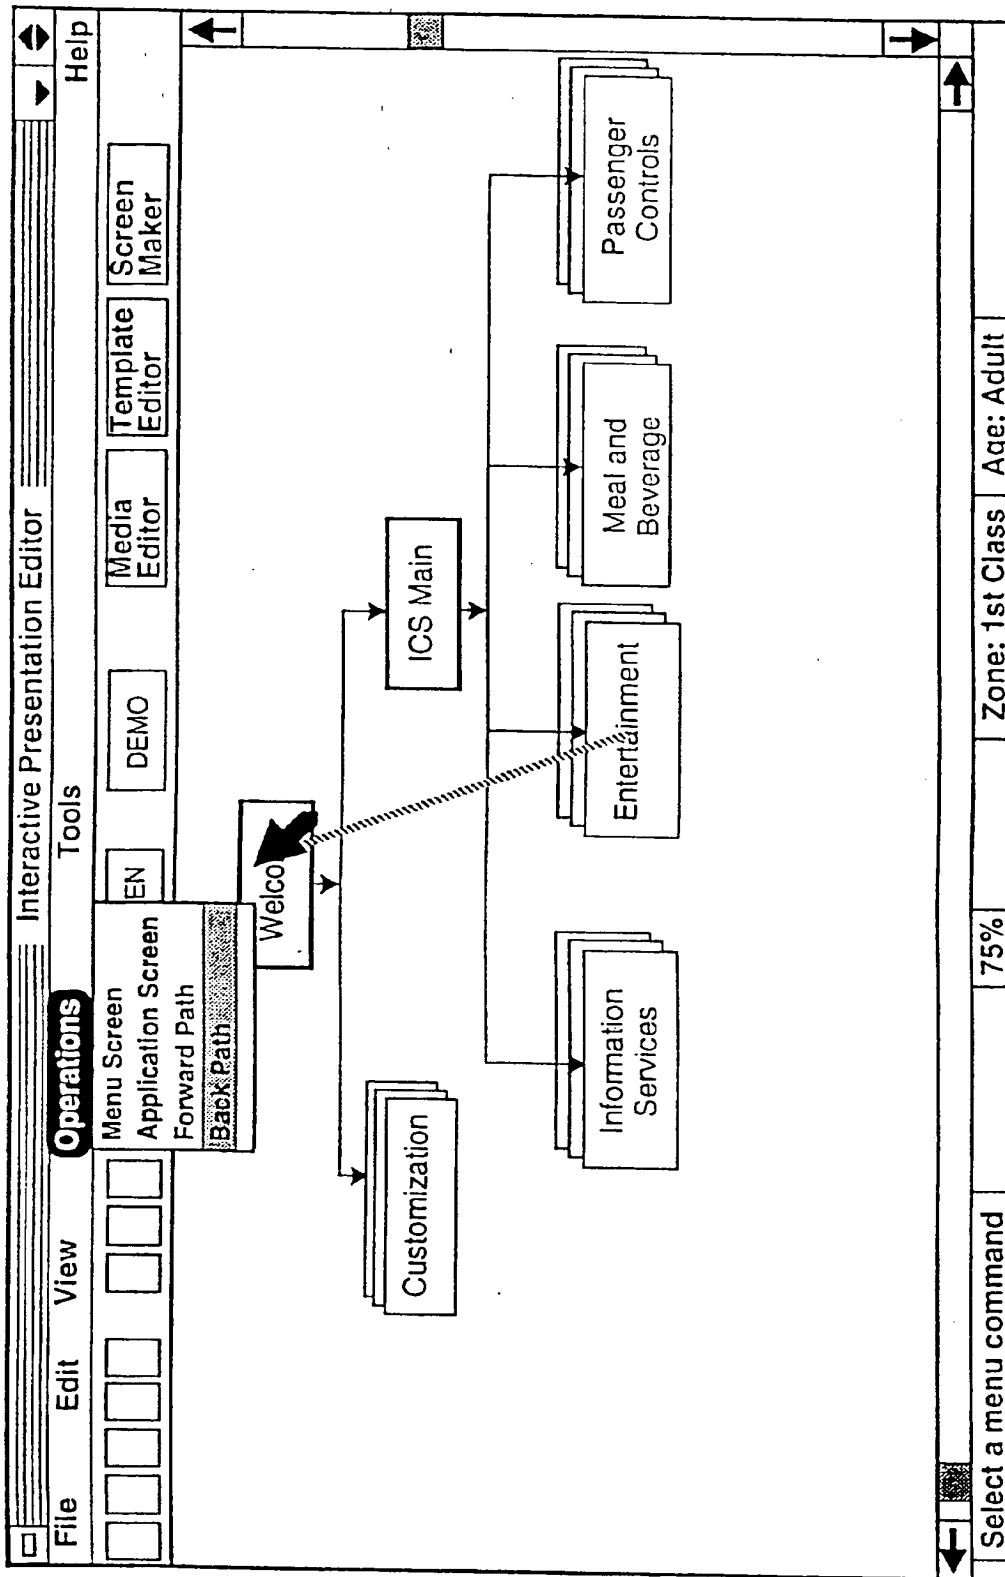 Interactive Presentation Editor
File Edit View Operations Tools Help
Menu Screen
Application Screen
Forward Path
Back Path
EN
DEMO
Media
Editor
Template
Editor
Screen
Maker
Welco
Customization
ICS Main
Information
Services
Entertainment
Meal and
Beverage
Passenger
Controls
Select a menu command
75%
Zone: 1st Class
Age: Adult